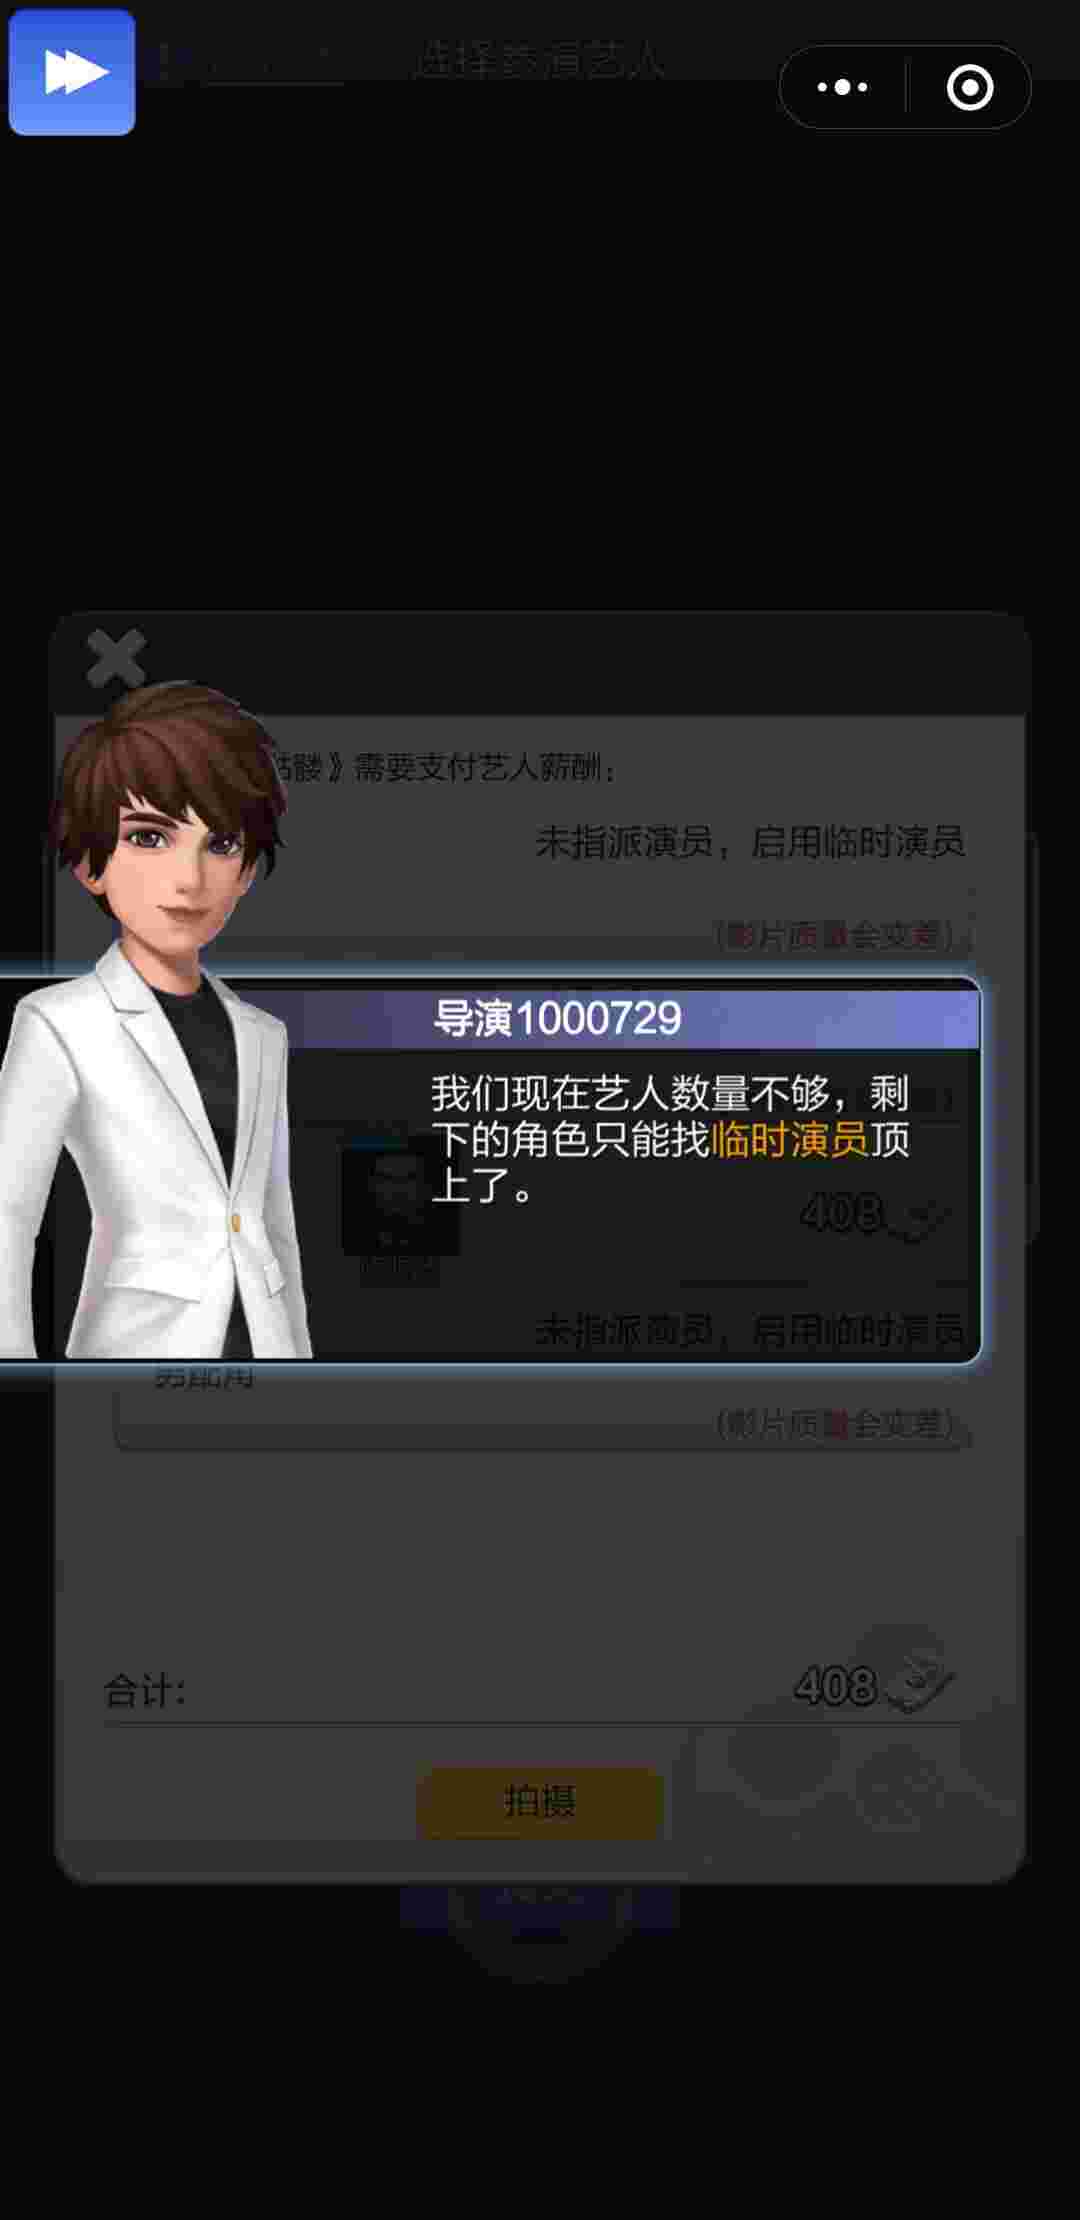 选择参演艺人
骷髅》需要支付艺人薪酬：
未指派演员，启用临时演员
(影片质量会变差)
导演1000729
我们现在艺人数量不够，剩
下的角色只能找临时演员顶
上了。
408
未指派演员，启用临时演员
男配角
(影片质量会变差)
合计：
408
拍摄